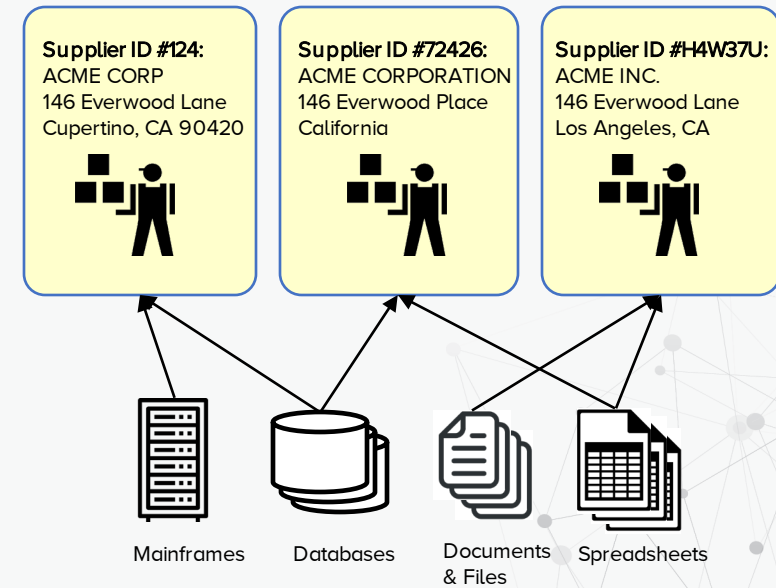 Supplier ID #124:
ACME CORP
146 Everwood Lane
Cupertino, CA 90420
Supplier ID #72426:
ACME CORPORATION
146 Everwood Place
California
Supplier ID #H4W37U:
ACME INC.
146 Everwood Lane
Los Angeles, CA
Mainframes
Databases
Documents
& Files
Spreadsheets